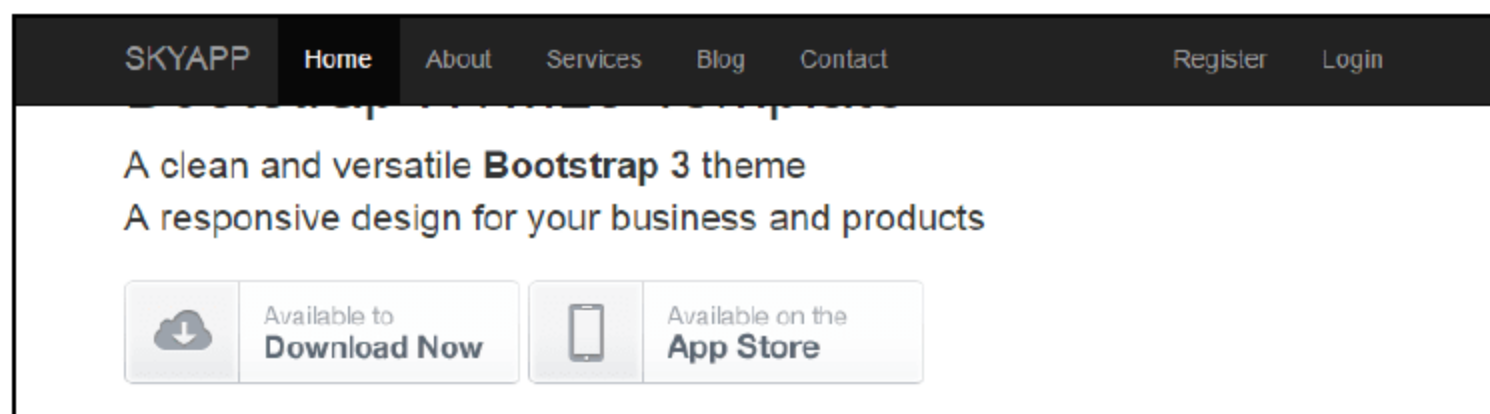 SKYAPP Home About Services Blog Contact Register Login
A clean and versatile Bootstrap 3 theme
A responsive design for your business and products
Available to
Download Now
Available on the
App Store